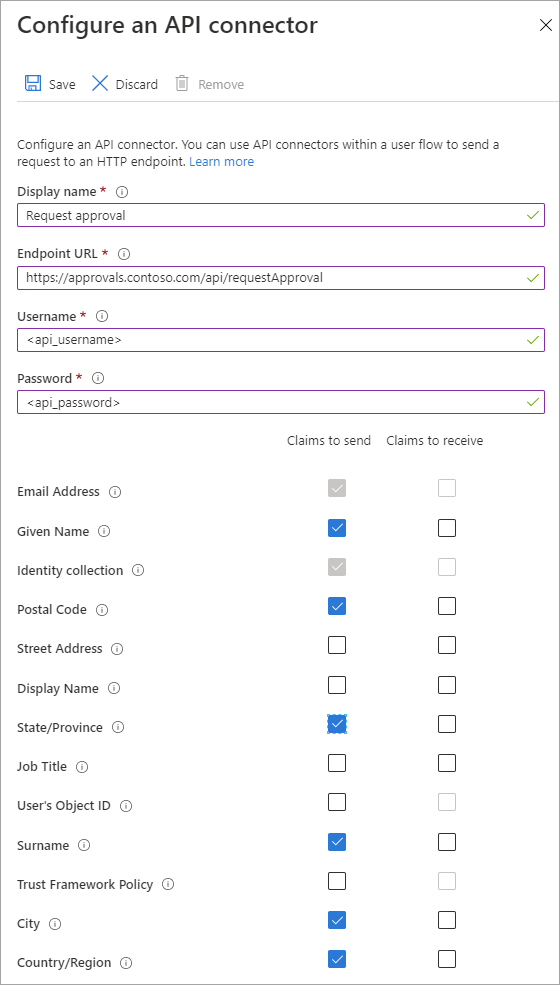 Configure an API connector
Save Discard Remove
Configure an API connector. You can use API connectors within a user flow to send a
request to an HTTP endpoint. Learn more
Display name *
Request approval
Endpoint URL *
https://approvals.contoso.com/api/requestApproval
Username *
<api_username>
Password *
<api_password>
Claims to send Claims to receive
Email Address
Given Name
Identity collection
Postal Code
Street Address
Display Name
State/Province
Job Title
User's Object ID
Surname
Trust Framework Policy
City
Country/Region